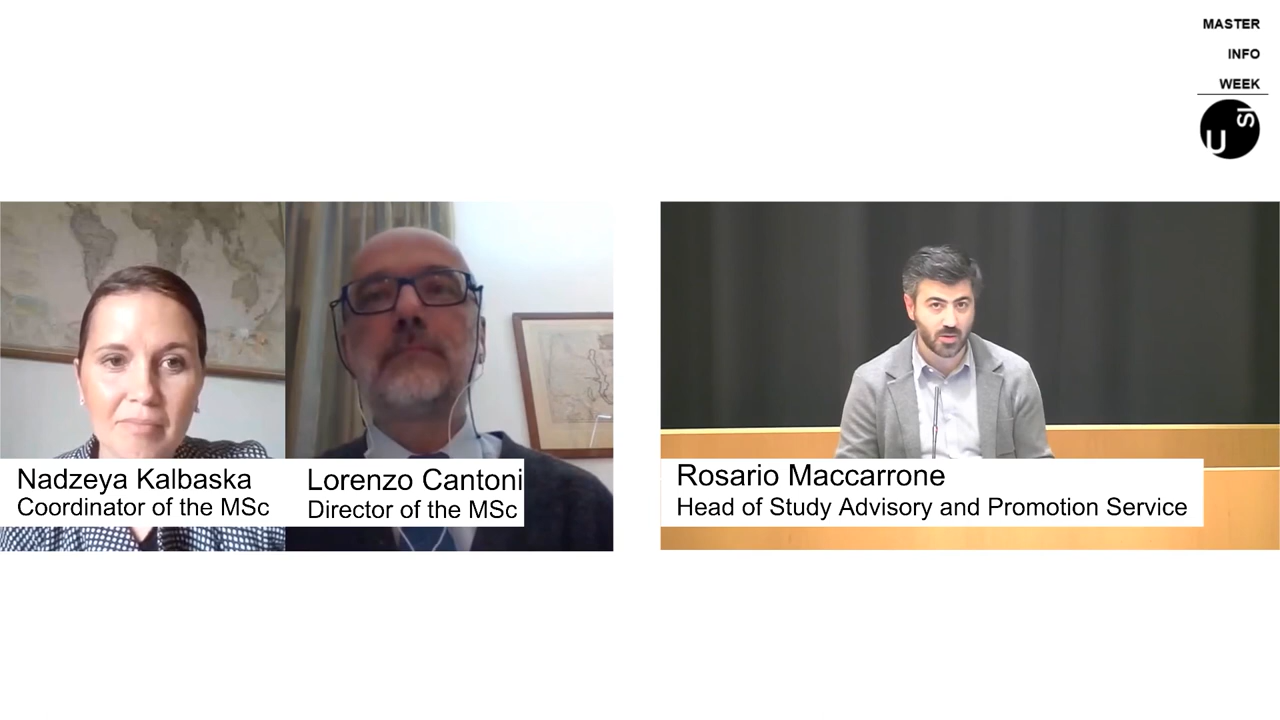 MASTER
INFO
WEEK
USI
Nadzeya Kalbaska
Coordinator of the MSc
Lorenzo Cantoni
Director of the MSc
Rosario Maccarrone
Head of Study Advisory and Promotion Service